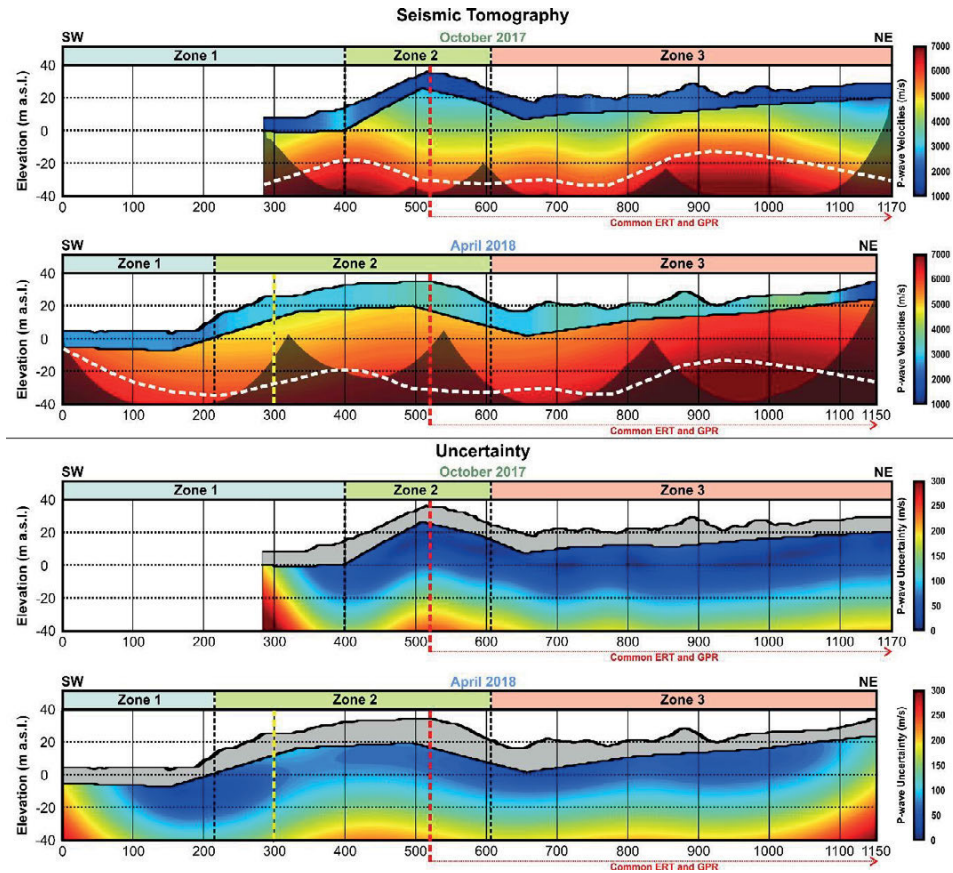 Seismic Tomography
October 2017
SW NE
Zone 1 Zone 2 Zone 3
Elevation (m a.s.l.)
40
20
0
-20
-40
0 100 200 300 400 500 600 700 800 900 1000 1170
Common ERT and GPR
P-wave Velocities (m/s)
7000
6000
5000
4000
3000
2000
1000
April 2018
SW NE
Zone 1 Zone 2 Zone 3
Elevation (m a.s.l.)
40
20
0
-20
-40
0 100 200 300 400 500 600 700 800 900 1000 1100 1150
Common ERT and GPR
P-wave Velocities (m/s)
7000
6000
5000
4000
3000
2000
1000
Uncertainty
October 2017
SW NE
Zone 1 Zone 2 Zone 3
Elevation (m a.s.l.)
40
20
0
20
-40
0 100 200 300 400 500 600 700 800 900 1000 1170
Common ERT and GPR
P-wave Uncertainty (m/s)
300
250
200
150
100
50
0
April 2018
SW NE
Zone 1 Zone 2 Zone 3
Elevation (m a.s.l.)
40
20
0
-20
-40
0 100 200 300 400 500 600 700 800 900 1000 1100 1150
Common ERT and GPR
P-wave Uncertainty (m/s)
300
250
200
150
100
50
0